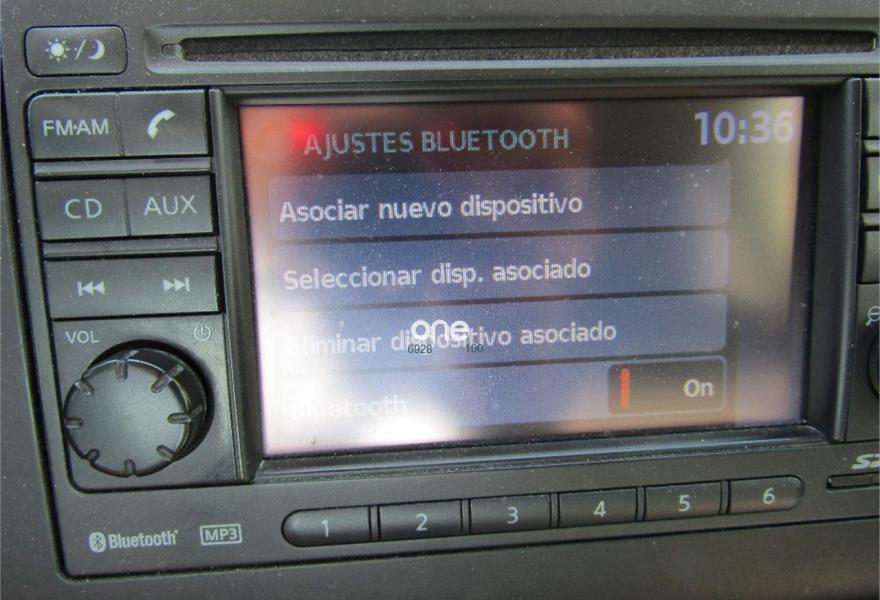 FM·AM
CD
AUX
VOL
AJUSTES BLUETOOTH
10:36
Asociar nuevo dispositivo
Seleccionar disp. asociado
Eliminar dispositivo asociado
Bluetooth
On
one
6928
100
Bluetooth
MP3
1
2
3
4
5
6